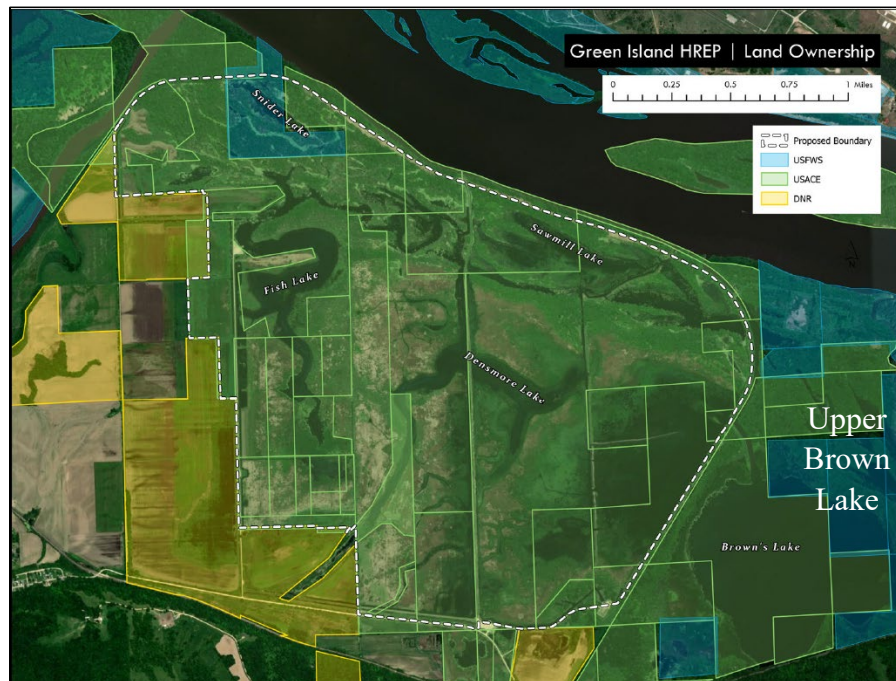 Green Island HREP | Land Ownership
0 0.25 0.5 0.75 1 Miles
Proposed Boundary
USFWS
USACE
DNR
N
Snider Lake
Sawmill Lake
Fish Lake
Densmore Lake
Upper
Brown
Lake
Brown's Lake